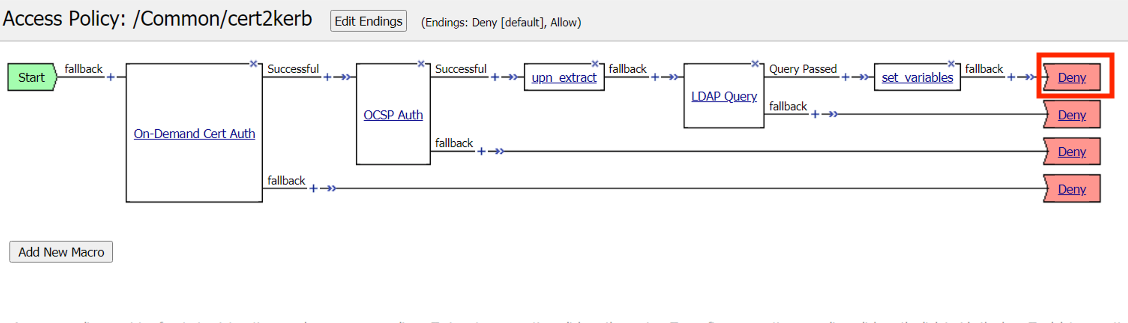 Access Policy: /Common/cert2kerb Edit Endings (Endings: Deny [default], Allow)
Start fallback + Successful + Successful + upn_extract fallback + Query Passed + set_variables fallback + Deny
LDAP Query fallback + Deny
OCSP Auth
On-Demand Cert Auth
fallback + Deny
fallback + Deny
Add New Macro